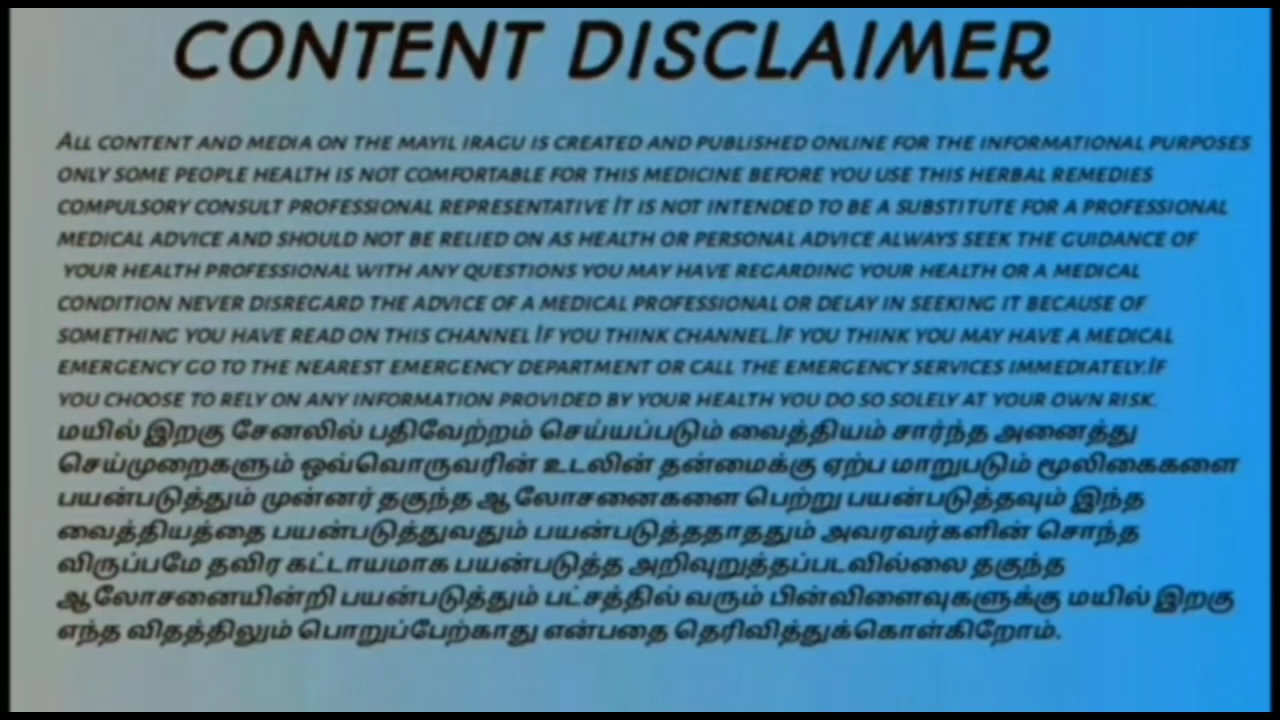 CONTENT DISCLAIMER
ALL CONTENT AND MEDIA ON THE MAYIL IRAGU IS CREATED AND PUBLISHED ONLINE FOR THE INFORMATIONAL PURPOSES
ONLY SOME PEOPLE HEALTH IS NOT COMFORTABLE FOR THIS MEDICINE BEFORE YOU USE THIS HERBAL REMEDIES
COMPULSORY CONSULT PROFESSIONAL REPRESENTATIVE IT IS NOT INTENDED TO BE A SUBSTITUTE FOR A PROFESSIONAL
MEDICAL ADVICE AND SHOULD NOT BE RELIED ON AS HEALTH OR PERSONAL ADVICE ALWAYS SEEK THE GUIDANCE OF
YOUR HEALTH PROFESSIONAL WITH ANY QUESTIONS YOU MAY HAVE REGARDING YOUR HEALTH OR A MEDICAL
CONDITION NEVER DISREGARD THE ADVICE OF A MEDICAL PROFESSIONAL OR DELAY IN SEEKING IT BECAUSE OF
SOMETHING YOU HAVE READ ON THIS CHANNEL IF YOU THINK CHANNEL.IF YOU THINK YOU MAY HAVE A MEDICAL
EMERGENCY GO TO THE NEAREST EMERGENCY DEPARTMENT OR CALL THE EMERGENCY SERVICES IMMEDIATELY.IF
YOU CHOOSE TO RELY ON ANY INFORMATION PROVIDED BY YOUR HEALTH YOU DO SO SOLELY AT YOUR OWN RISK.
மயில் இறகு சேனலில் பதிவேற்றம் செய்யப்படும் வைத்தியம் சார்ந்த அனைத்து
செய்முறைகளும் ஒவ்வொருவரின் உடலின் தன்மைக்கு ஏற்ப மாறுபடும் மூலிகைகளை
பயன்படுத்தும் முன்னர் தகுந்த ஆலோசனைகளை பெற்று பயன்படுத்தவும் இந்த
வைத்தியத்தை பயன்படுத்துவதும் பயன்படுத்ததாததும் அவரவர்களின் சொந்த
விருப்பமே தவிர கட்டாயமாக பயன்படுத்த அறிவுறுத்தப்படவில்லை தகுந்த
ஆலோசனையின்றி பயன்படுத்தும் பட்சத்தில் வரும் பின்விளைவுகளுக்கு மயில் இறகு
எந்த விதத்திலும் பொறுப்பேற்காது என்பதை தெரிவித்துக்கொள்கிறோம்.